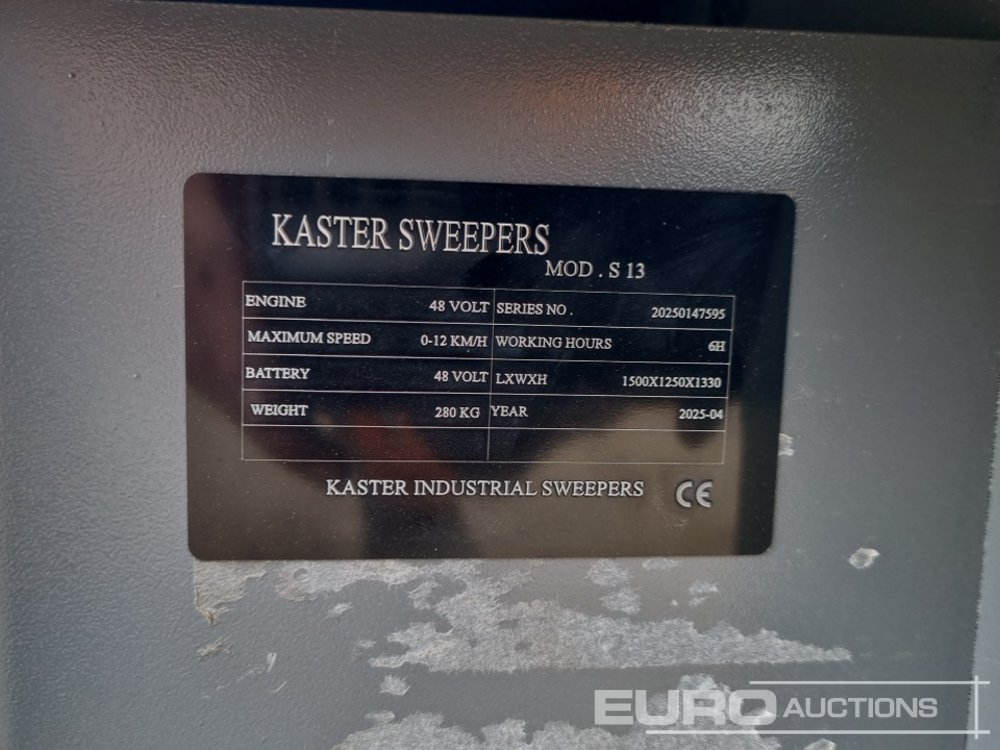 KASTER SWEEPERS
MOD . S 13
ENGINE 48 VOLT SERIES NO . 20250147595
MAXIMUM SPEED 0-12 KM/H WORKING HOURS 6H
BATTERY 48 VOLT LXWXH 1500X1250X1330
WEIGHT 280 KG YEAR 2025-04
KASTER INDUSTRIAL SWEEPERS CE
EURO AUCTIONS